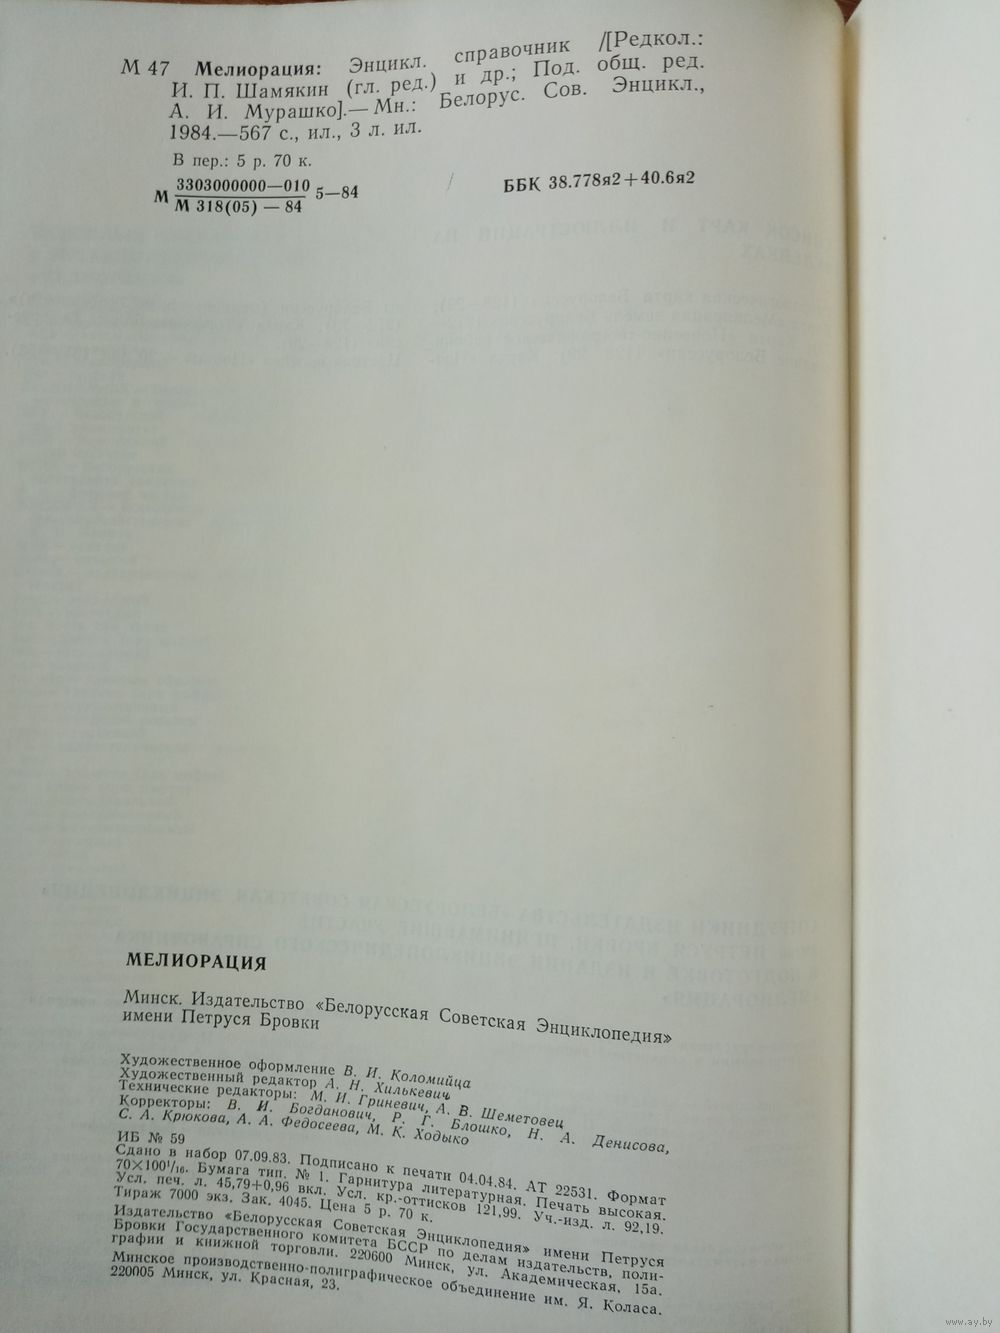 М 47 Мелиорация: Энцикл. справочник /[Редкол.:
И. П. Шамякин (гл. ред.) и др.; Под. общ. ред.
А. И. Мурашко].— Мн.: Белорус. Сов. Энцикл.,
1984.—567 с., ил., 3 л. ил.
В пер.: 5 р. 70 к.
М 3303000000—010 5—84
М 318(05) — 84
ББК 38.778я2+40.6я2
МЕЛИОРАЦИЯ
Минск. Издательство «Белорусская Советская Энциклопедия»
имени Петруся Бровки
Художественное оформление В. И. Коломийца
Художественный редактор А. Н. Хилькевич
Технические редакторы: М. И. Гриневич, А. В. Шеметовец
Корректоры: В. И. Богданович, Р. Г. Блошко, Н. А. Денисова,
С. А. Крюкова, А. А. Федосеева, М. К. Ходыко
ИБ № 59
Сдано в набор 07.09.83. Подписано к печати 04.04.84. АТ 22531. Формат
70×100¹/₁₆. Бумага тип. № 1. Гарнитура литературная. Печать высокая.
Усл. печ. л. 45,79+0,96 вкл. Усл. кр.-оттисков 121,99. Уч.-изд. л. 92,19.
Тираж 7000 экз. Зак. 4045. Цена 5 р. 70 к.
Издательство «Белорусская Советская Энциклопедия» имени Петруся
Бровки Государственного комитета БССР по делам издательств, поли-
графии и книжной торговли. 220600 Минск, ул. Академическая, 15а.
Минское производственно-полиграфическое объединение им. Я. Коласа.
220005 Минск, ул. Красная, 23.
www.ay.by